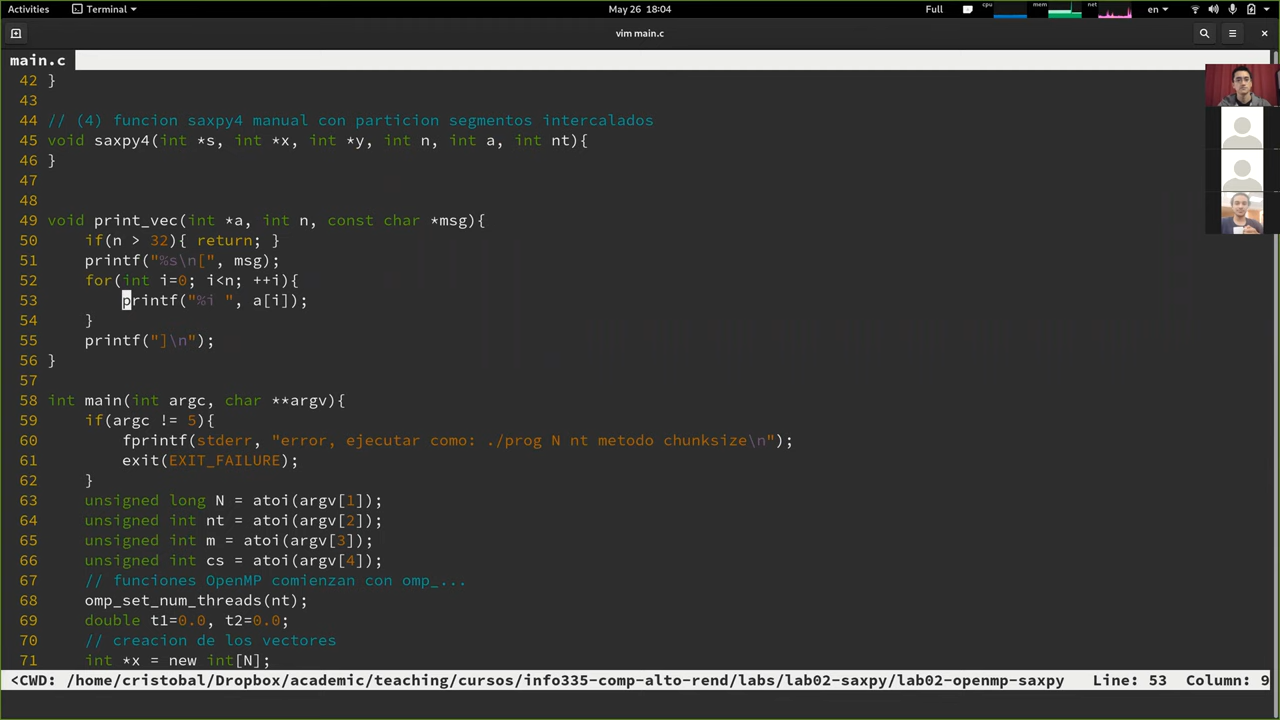 Activities Terminal May 26 18:04 Full cpu mem net en
vim main.c
main.c
42 }
43
44 // (4) funcion saxpy4 manual con particion segmentos intercalados
45 void saxpy4(int *s, int *x, int *y, int n, int a, int nt){
46 }
47
48
49 void print_vec(int *a, int n, const char *msg){
50 if(n > 32){ return; }
51 printf("%s\n[", msg);
52 for(int i=0; i<n; ++i){
53 printf("%i ", a[i]);
54 }
55 printf("]\n");
56 }
57
58 int main(int argc, char **argv){
59 if(argc != 5){
60 fprintf(stderr, "error, ejecutar como: ./prog N nt metodo chunksize\n");
61 exit(EXIT_FAILURE);
62 }
63 unsigned long N = atoi(argv[1]);
64 unsigned int nt = atoi(argv[2]);
65 unsigned int m = atoi(argv[3]);
66 unsigned int cs = atoi(argv[4]);
67 // funciones OpenMP comienzan con omp_...
68 omp_set_num_threads(nt);
69 double t1=0.0, t2=0.0;
70 // creacion de los vectores
71 int *x = new int[N];
<CWD: /home/cristobal/Dropbox/academic/teaching/cursos/info335-comp-alto-rend/labs/lab02-saxpy/lab02-openmp-saxpy Line: 53 Column: 9